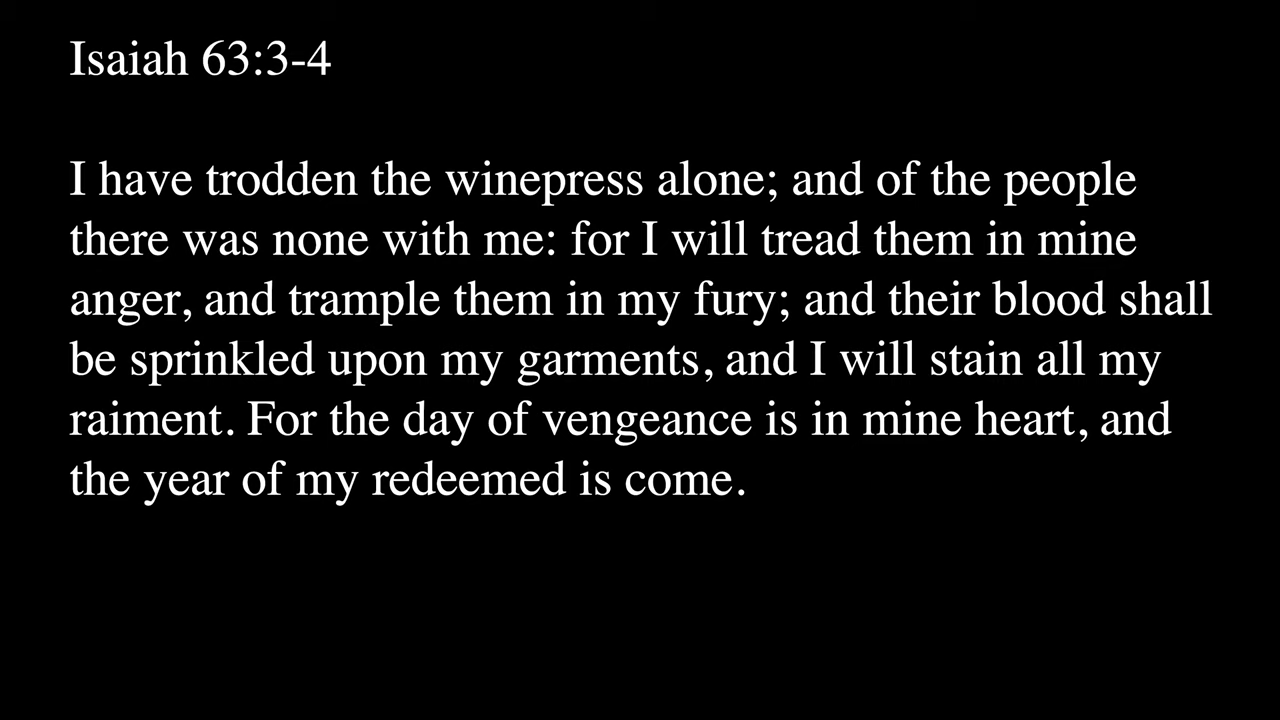 Isaiah 63:3-4
I have trodden the winepress alone; and of the people
there was none with me: for I will tread them in mine
anger, and trample them in my fury; and their blood shall
be sprinkled upon my garments, and I will stain all my
raiment. For the day of vengeance is in mine heart, and
the year of my redeemed is come.